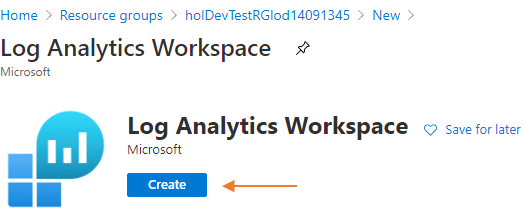 Home > Resource groups > holDevTestRGlod14091345 > New >
Log Analytics Workspace
Microsoft
Log Analytics Workspace
Save for later
Microsoft
Create